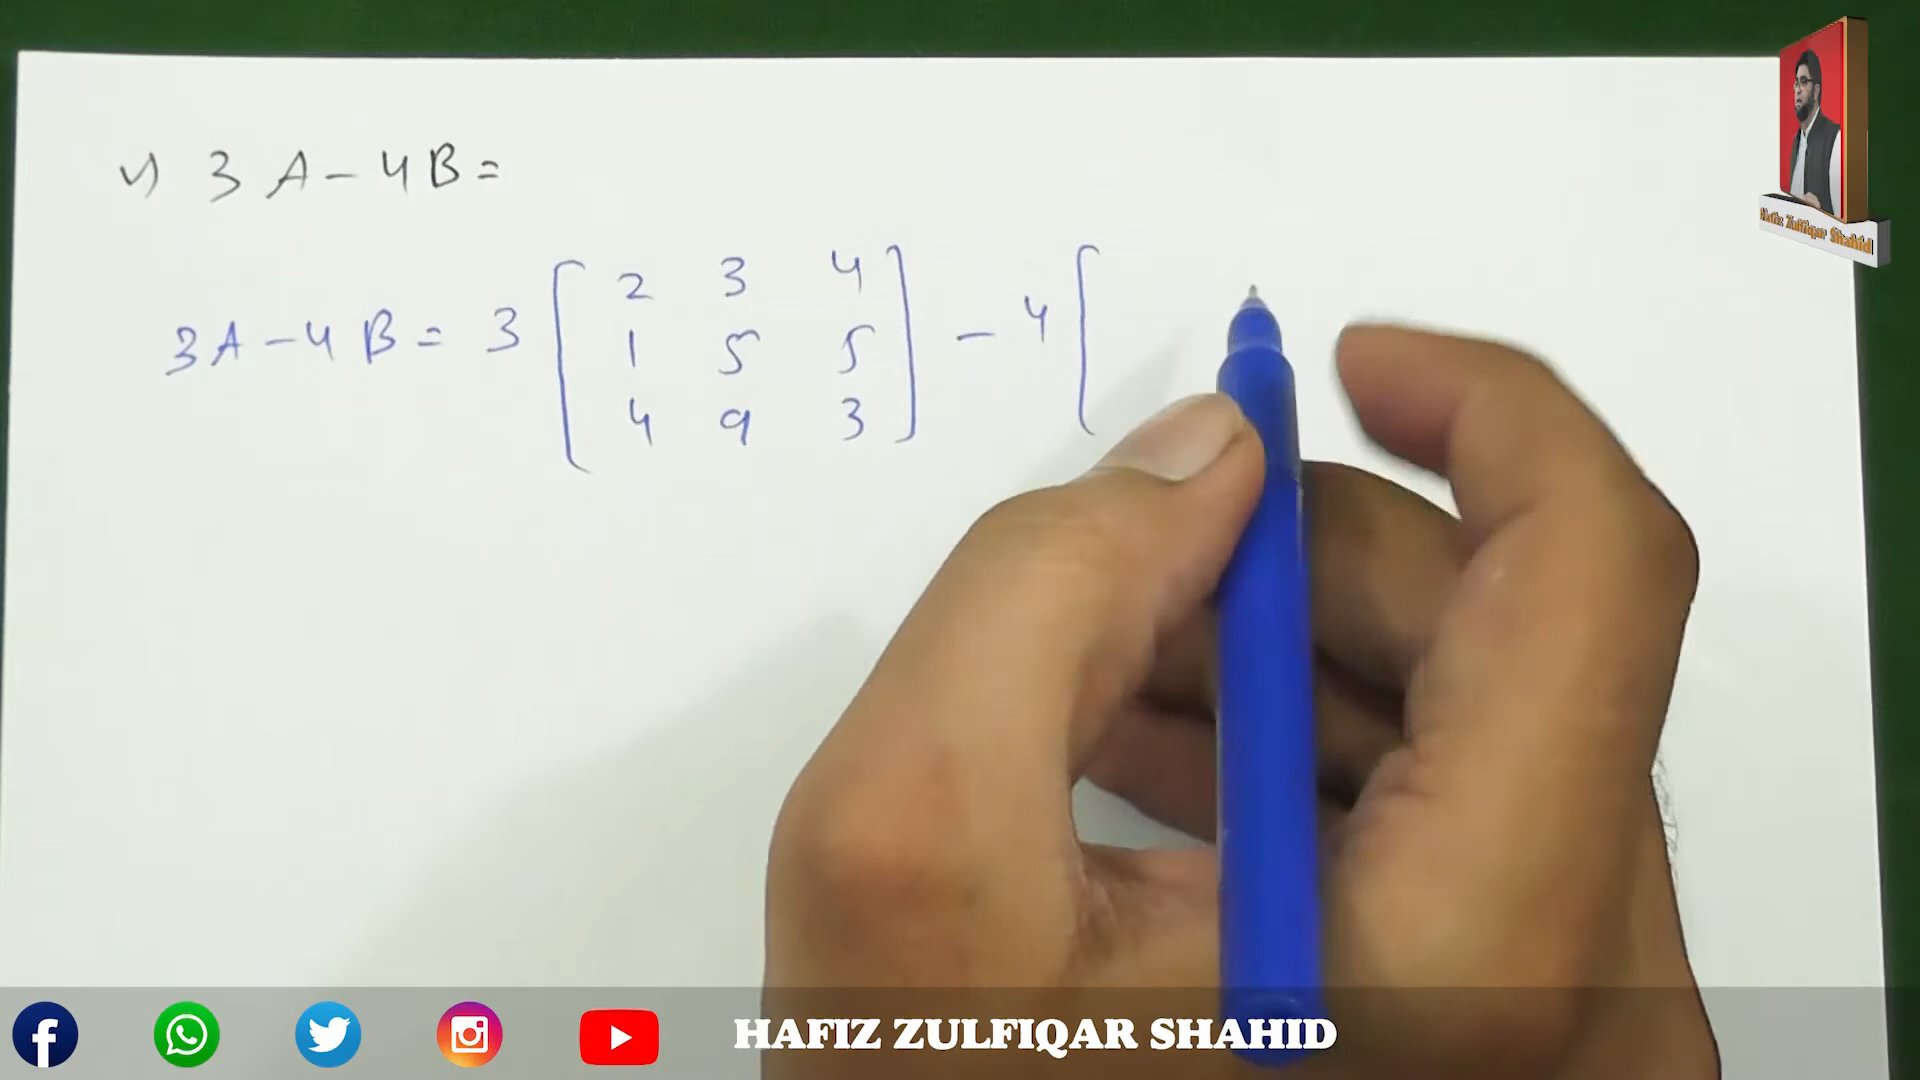 v) 3A-4B=
3A-4B= 3 [ 2 3 4 ] - 4 [
1 5 5
4 9 3
Hafiz Zulfiqar Shahid
HAFIZ ZULFIQAR SHAHID